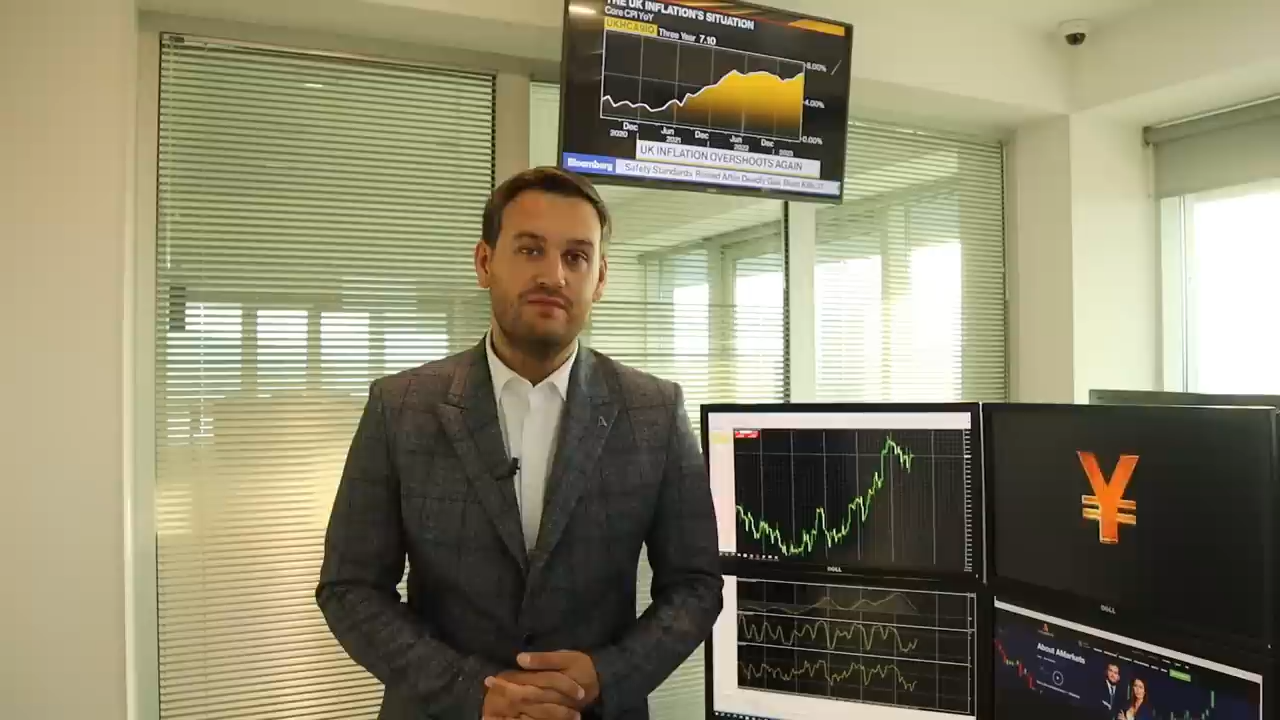 THE UK INFLATION'S SITUATION
Core CPI YoY
Three Year 7.10
8.00%
4.00%
0.00%
Dec Jun Dec Jun Dec
2020 2021 2022 2023
UK INFLATION OVERSHOOTS AGAIN
Bloomberg Safety Standards Raised After Deadly Gas Blast Kills
¥
DELL
DELL
About AMarkets